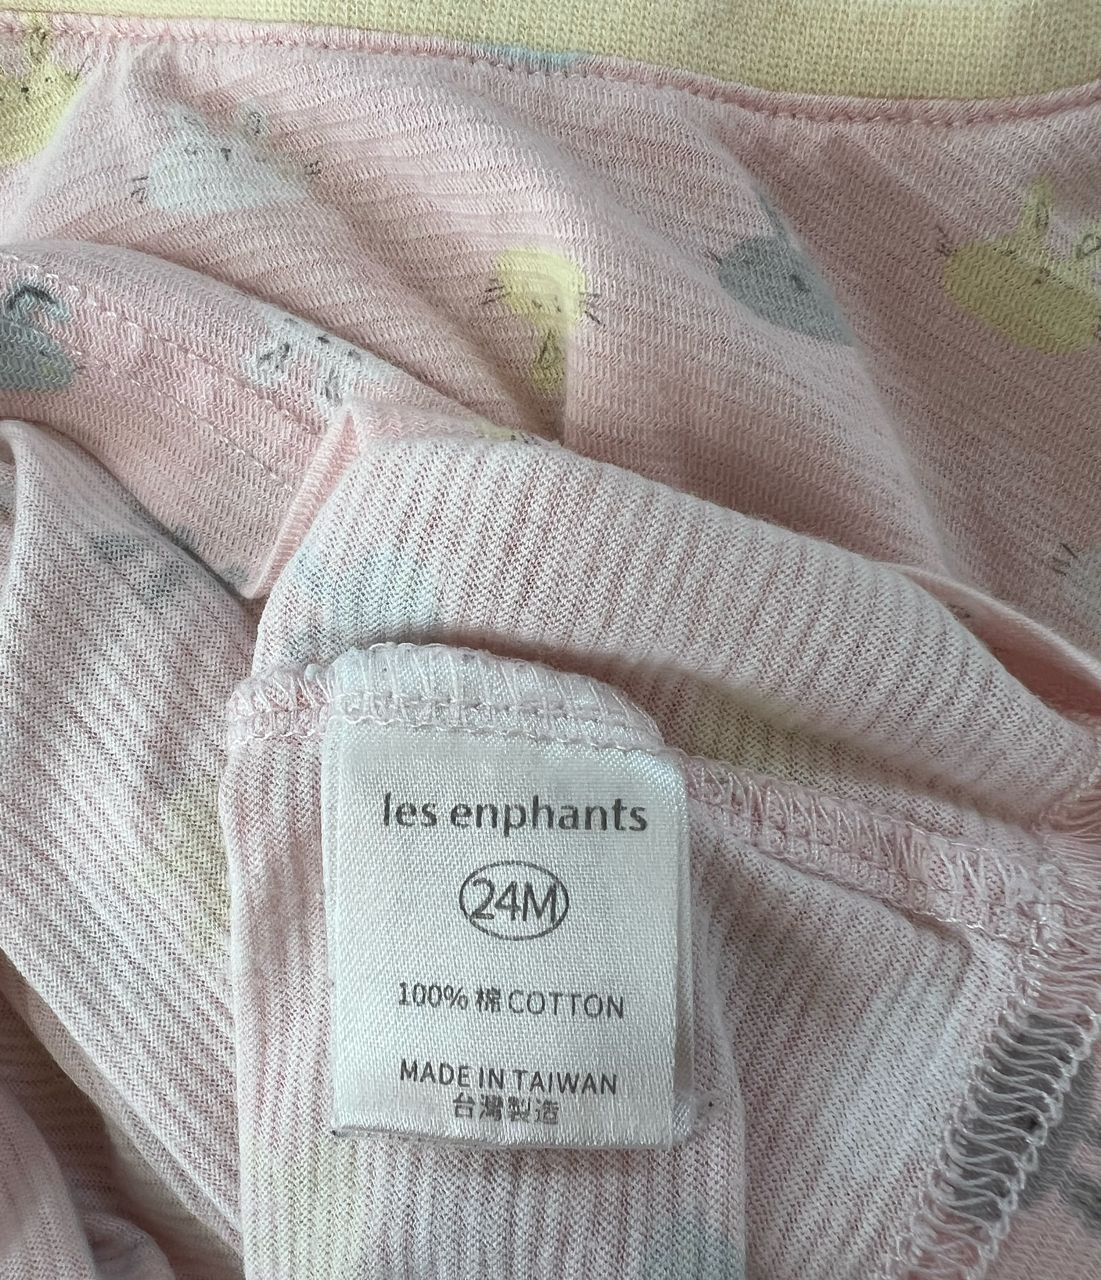 les enphants
24M
100% 棉 COTTON
MADE IN TAIWAN
台灣製造